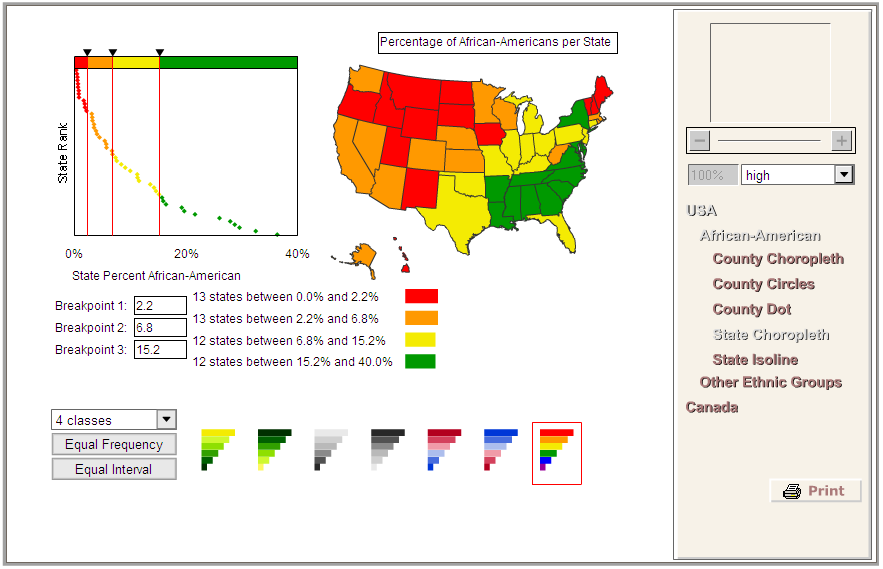 Percentage of African-Americans per State
State Rank
0%
20%
40%
State Percent African-American
Breakpoint 1: 2.2
Breakpoint 2: 6.8
Breakpoint 3: 15.2
13 states between 0.0% and 2.2%
13 states between 2.2% and 6.8%
12 states between 6.8% and 15.2%
12 states between 15.2% and 40.0%
4 classes
Equal Frequency
Equal Interval
100%
high
USA
African-American
County Choropleth
County Circles
County Dot
State Choropleth
State Isoline
Other Ethnic Groups
Canada
Print